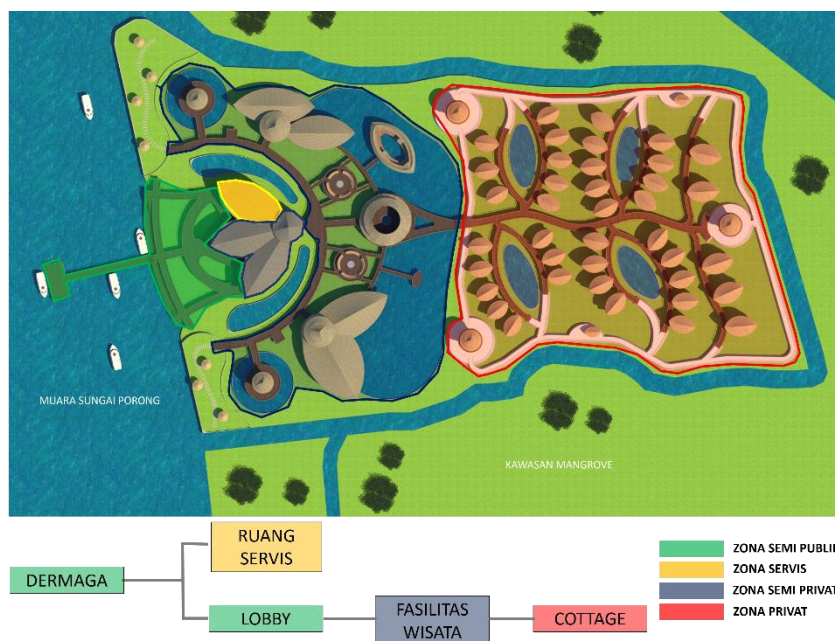 MUARA SUNGAI PORONG
KAWASAN MANGROVE
DERMAGA
RUANG
SERVIS
LOBBY
FASILITAS
WISATA
COTTAGE
ZONA SEMI PUBLIK
ZONA SERVIS
ZONA SEMI PRIVAT
ZONA PRIVAT